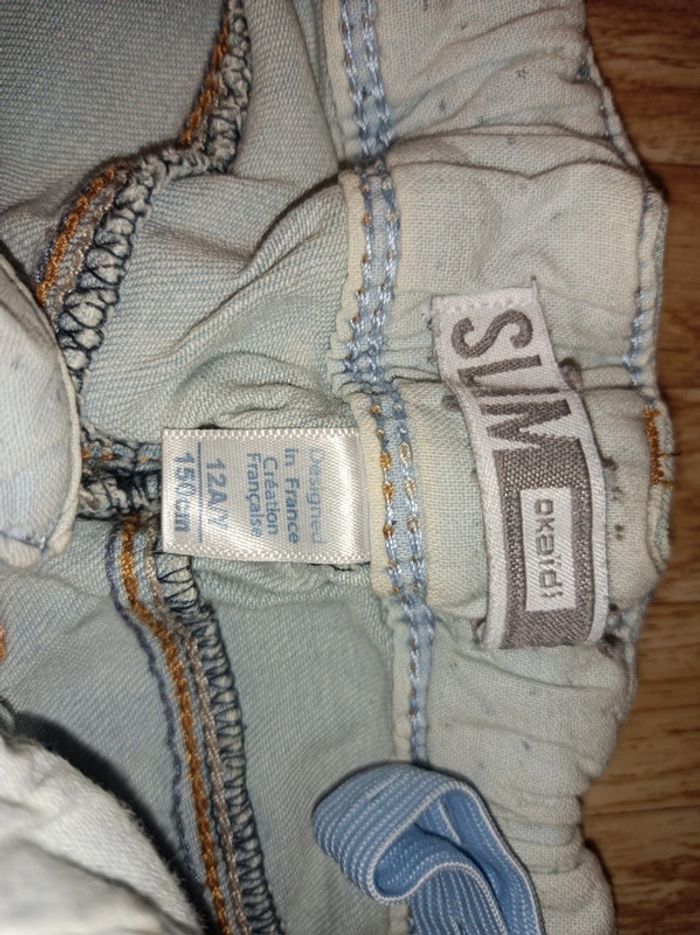 SLIM
okaïdi
Designed
in France
Création
Française
12A/Y
150/cm